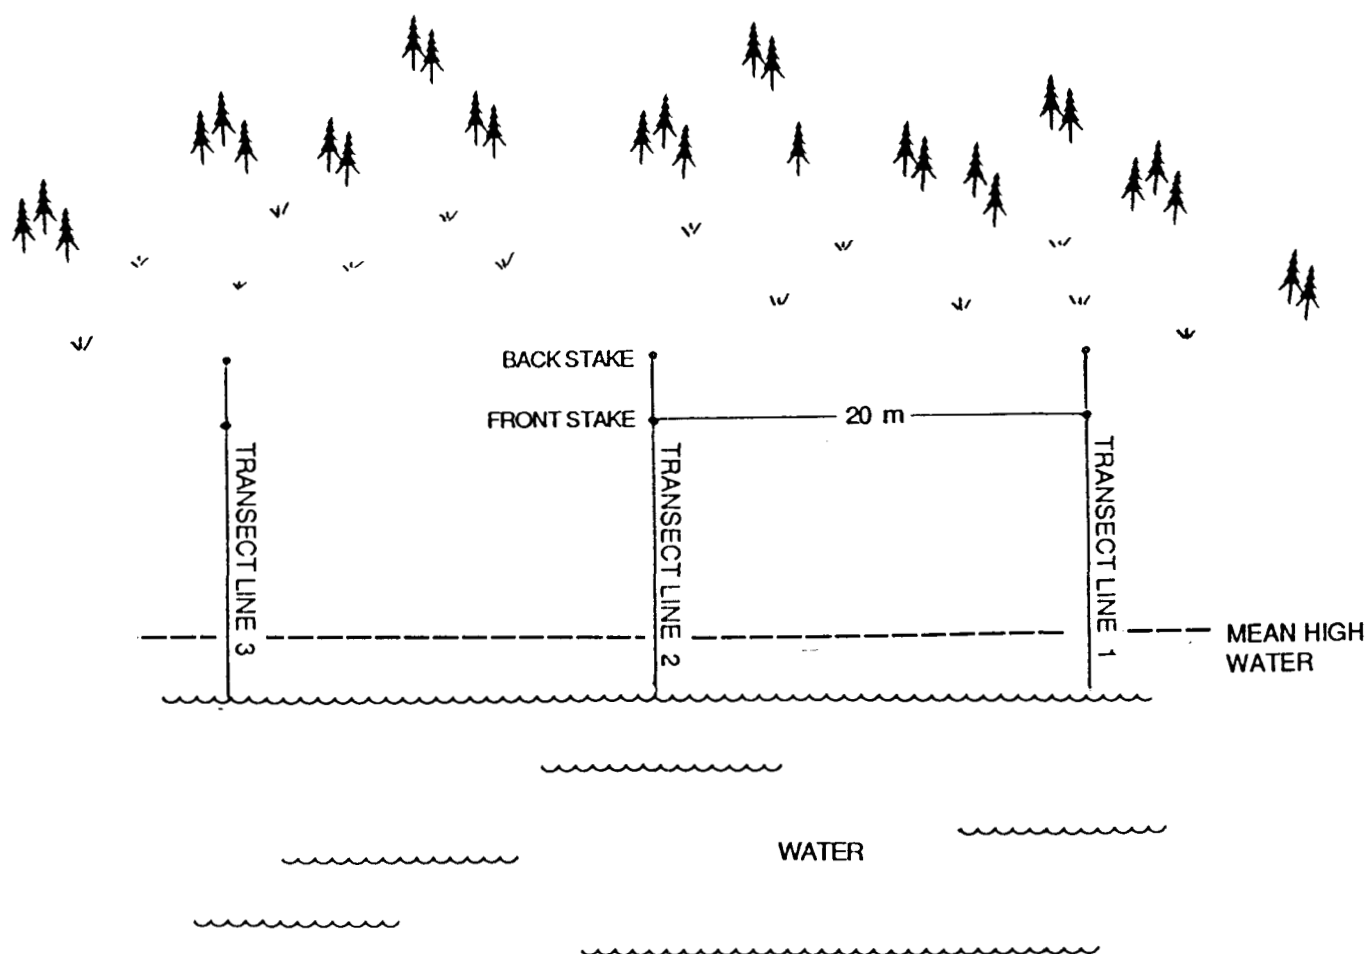 BACK STAKE
FRONT STAKE
20 m
TRANSECT LINE 3
TRANSECT LINE 2
TRANSECT LINE 1
MEAN HIGH
WATER
WATER